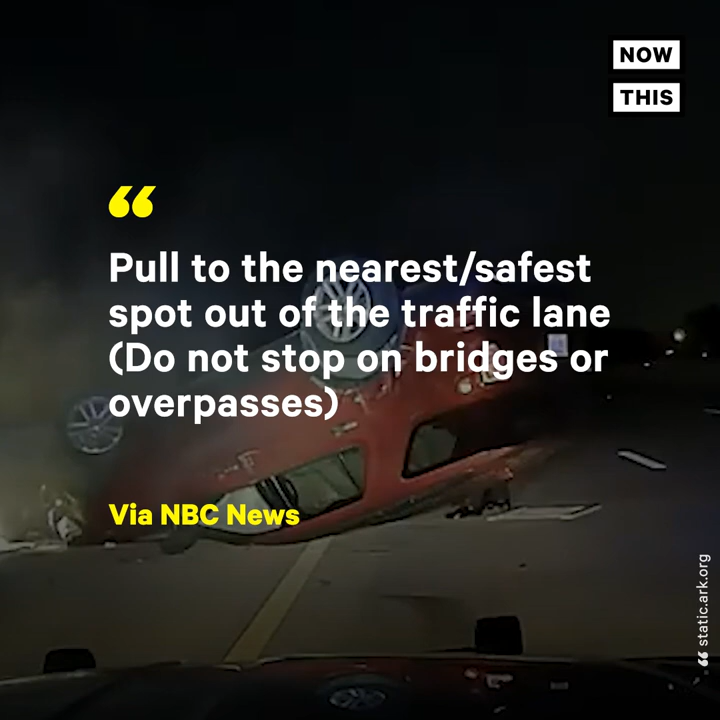 NOW
THIS
“
Pull to the nearest/safest
spot out of the traffic lane
(Do not stop on bridges or
overpasses)
Via NBC News
“ static.ark.org